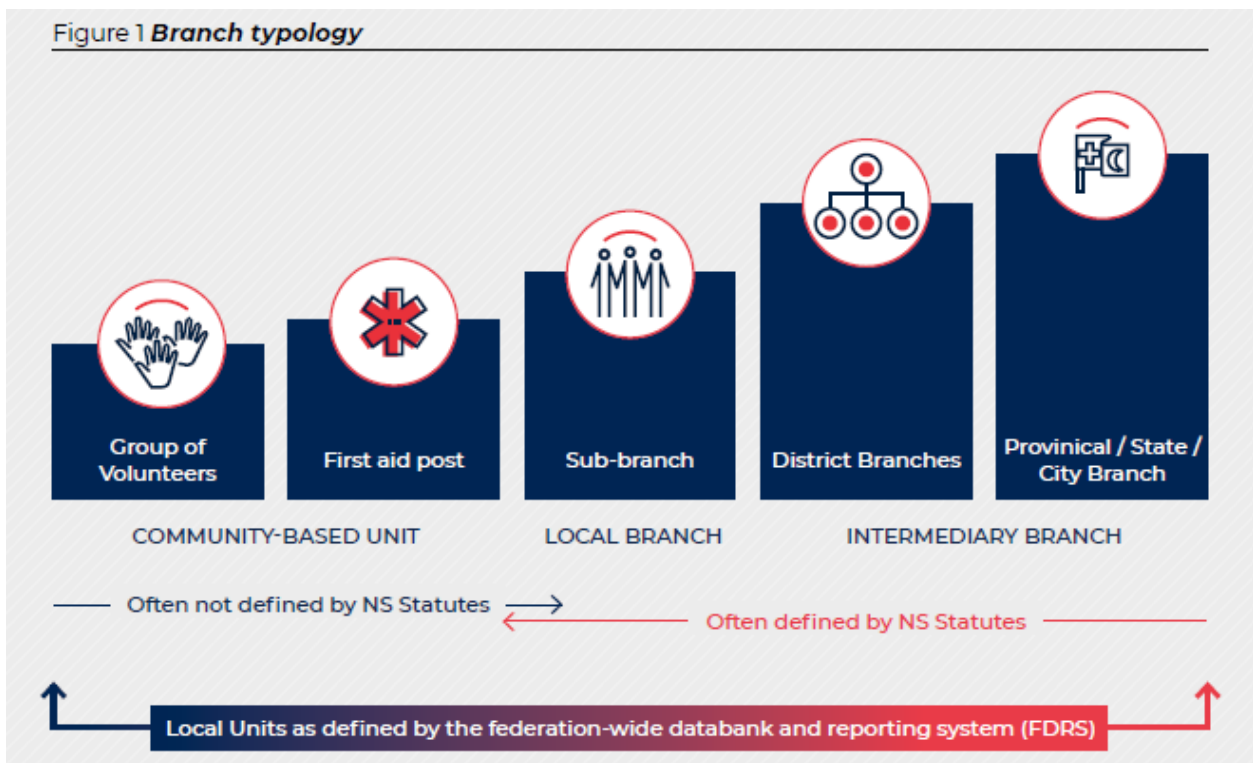 Figure 1 Branch typology
Group of
Volunteers
First aid post
Sub-branch
District Branches
Provinical / State /
City Branch
COMMUNITY-BASED UNIT
LOCAL BRANCH
INTERMEDIARY BRANCH
Often not defined by NS Statutes
Often defined by NS Statutes
Local Units as defined by the federation-wide databank and reporting system (FDRS)